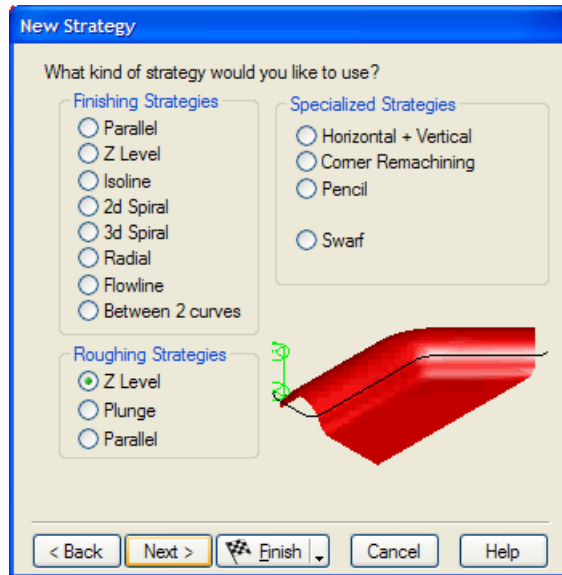 New Strategy
What kind of strategy would you like to use?
Finishing Strategies
Parallel
Z Level
Isoline
2d Spiral
3d Spiral
Radial
Flowline
Between 2 curves
Specialized Strategies
Horizontal + Vertical
Corner Remachining
Pencil
Swarf
Roughing Strategies
Z Level
Plunge
Parallel
< Back
Next >
Finish
Cancel
Help